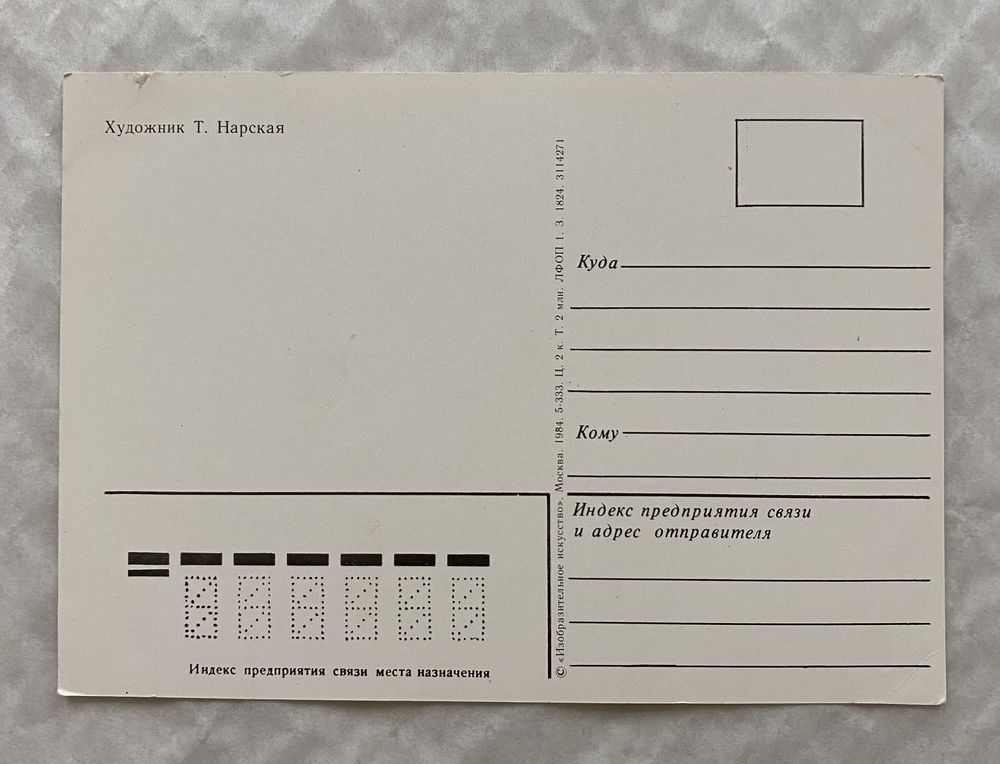 Художник Т. Нарская
© «Изобразительное искусство». Москва. 1984. 5-333. Ц. 2 к. Т. 2 млн. ЛФОП 1. З. 1824. 3114271
Куда
Кому
Индекс предприятия связи
и адрес отправителя
Индекс предприятия связи места назначения